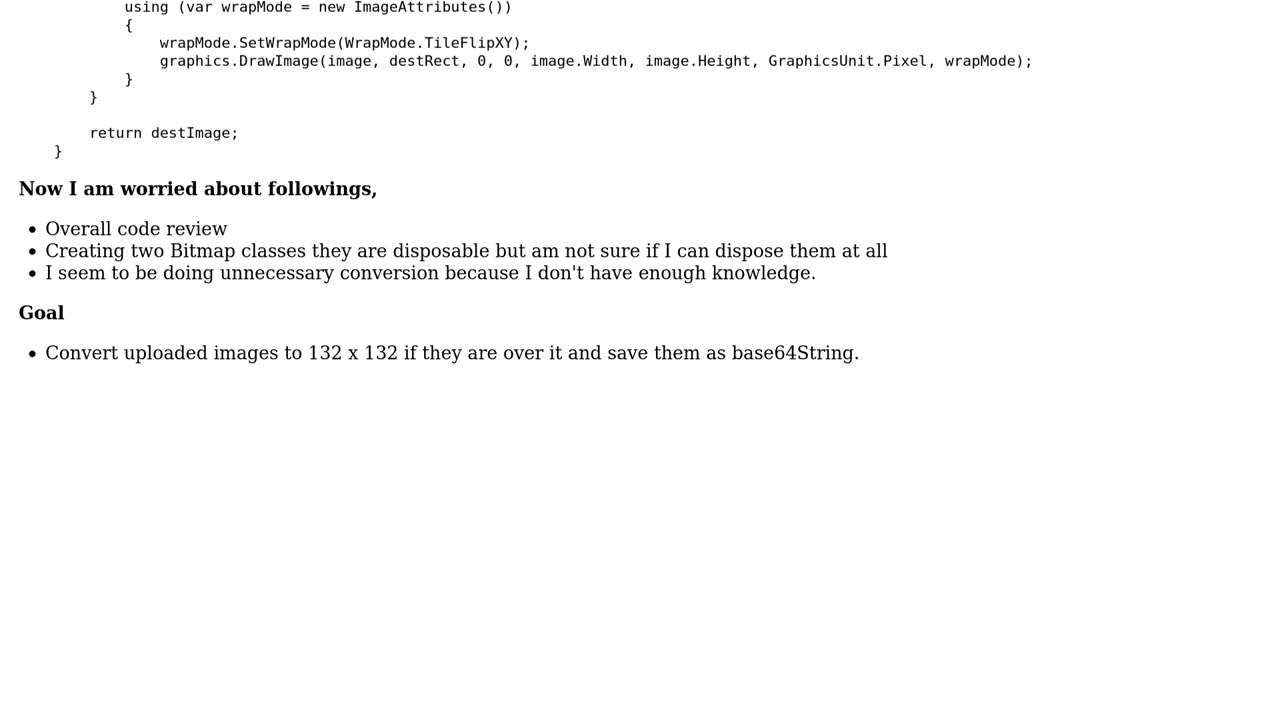 using (var wrapMode = new ImageAttributes())
{
wrapMode.SetWrapMode(WrapMode.TileFlipXY);
graphics.DrawImage(image, destRect, 0, 0, image.Width, image.Height, GraphicsUnit.Pixel, wrapMode);
}
}
return destImage;
}
Now I am worried about followings,
• Overall code review
• Creating two Bitmap classes they are disposable but am not sure if I can dispose them at all
• I seem to be doing unnecessary conversion because I don't have enough knowledge.
Goal
• Convert uploaded images to 132 x 132 if they are over it and save them as base64String.